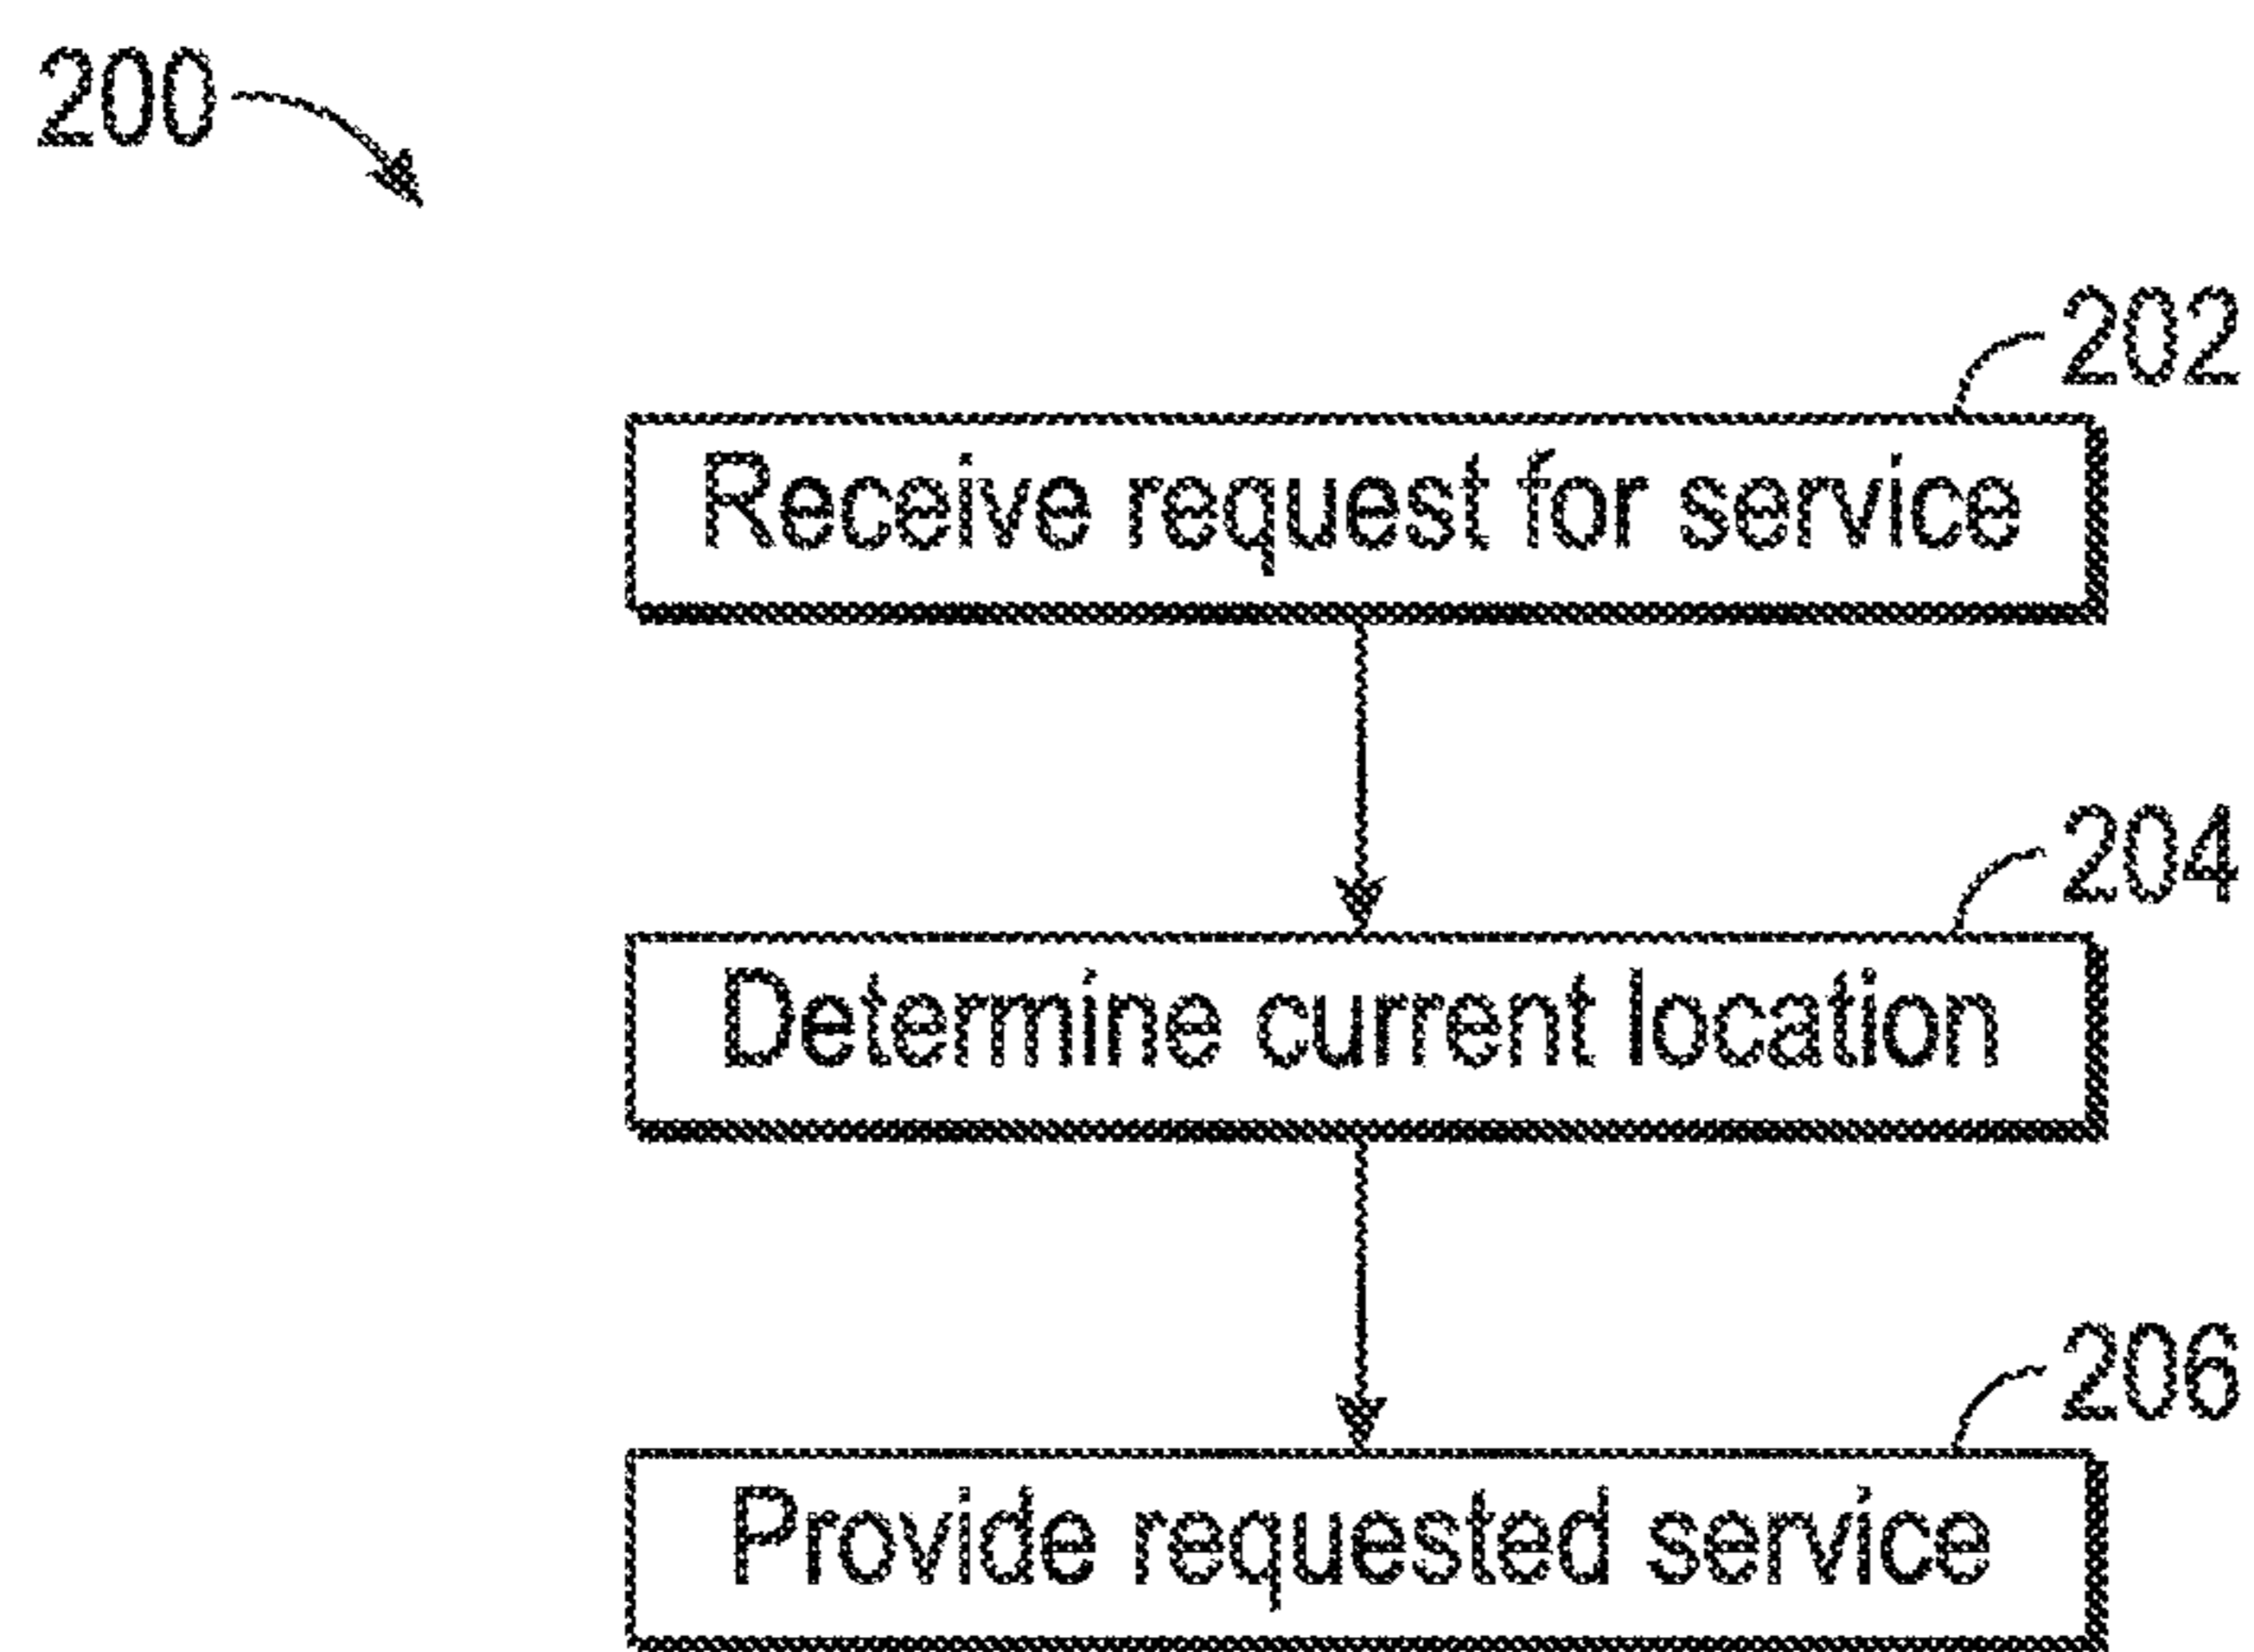 200
202
Receive request for service
204
Determine current location
206
Provide requested service